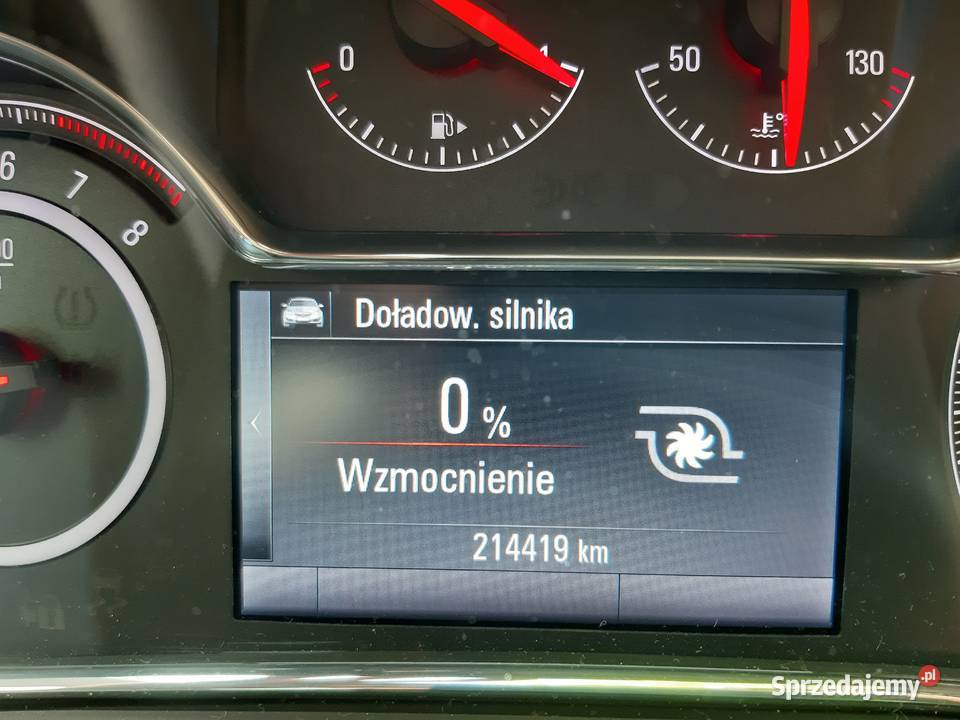 0
1
50
130
6
7
8
Doładow. silnika
0 %
Wzmocnienie
214419 km
Sprzedajemy.pl